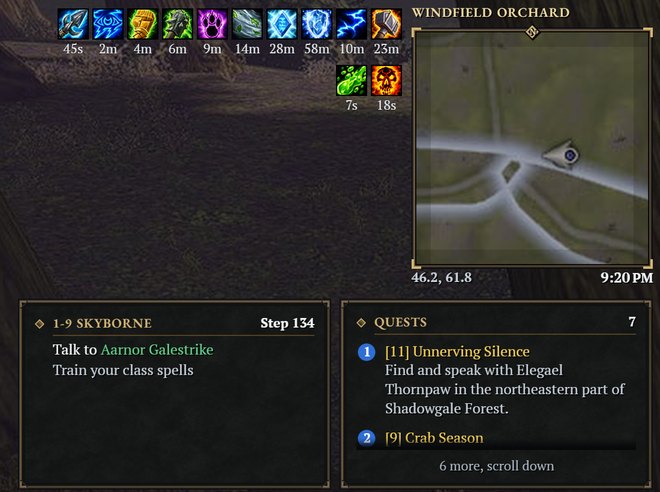 WINDFIELD ORCHARD
45s 2m 4m 6m 9m 14m 28m 58m 10m 23m
7s 18s
N
46.2, 61.8 9:20 PM
1-9 SKYBORNE Step 134
Talk to Aarnor Galestrike
Train your class spells
QUESTS 7
1 [11] Unnerving Silence
Find and speak with Elegael
Thornpaw in the northeastern part of
Shadowgale Forest.
2 [9] Crab Season
6 more, scroll down